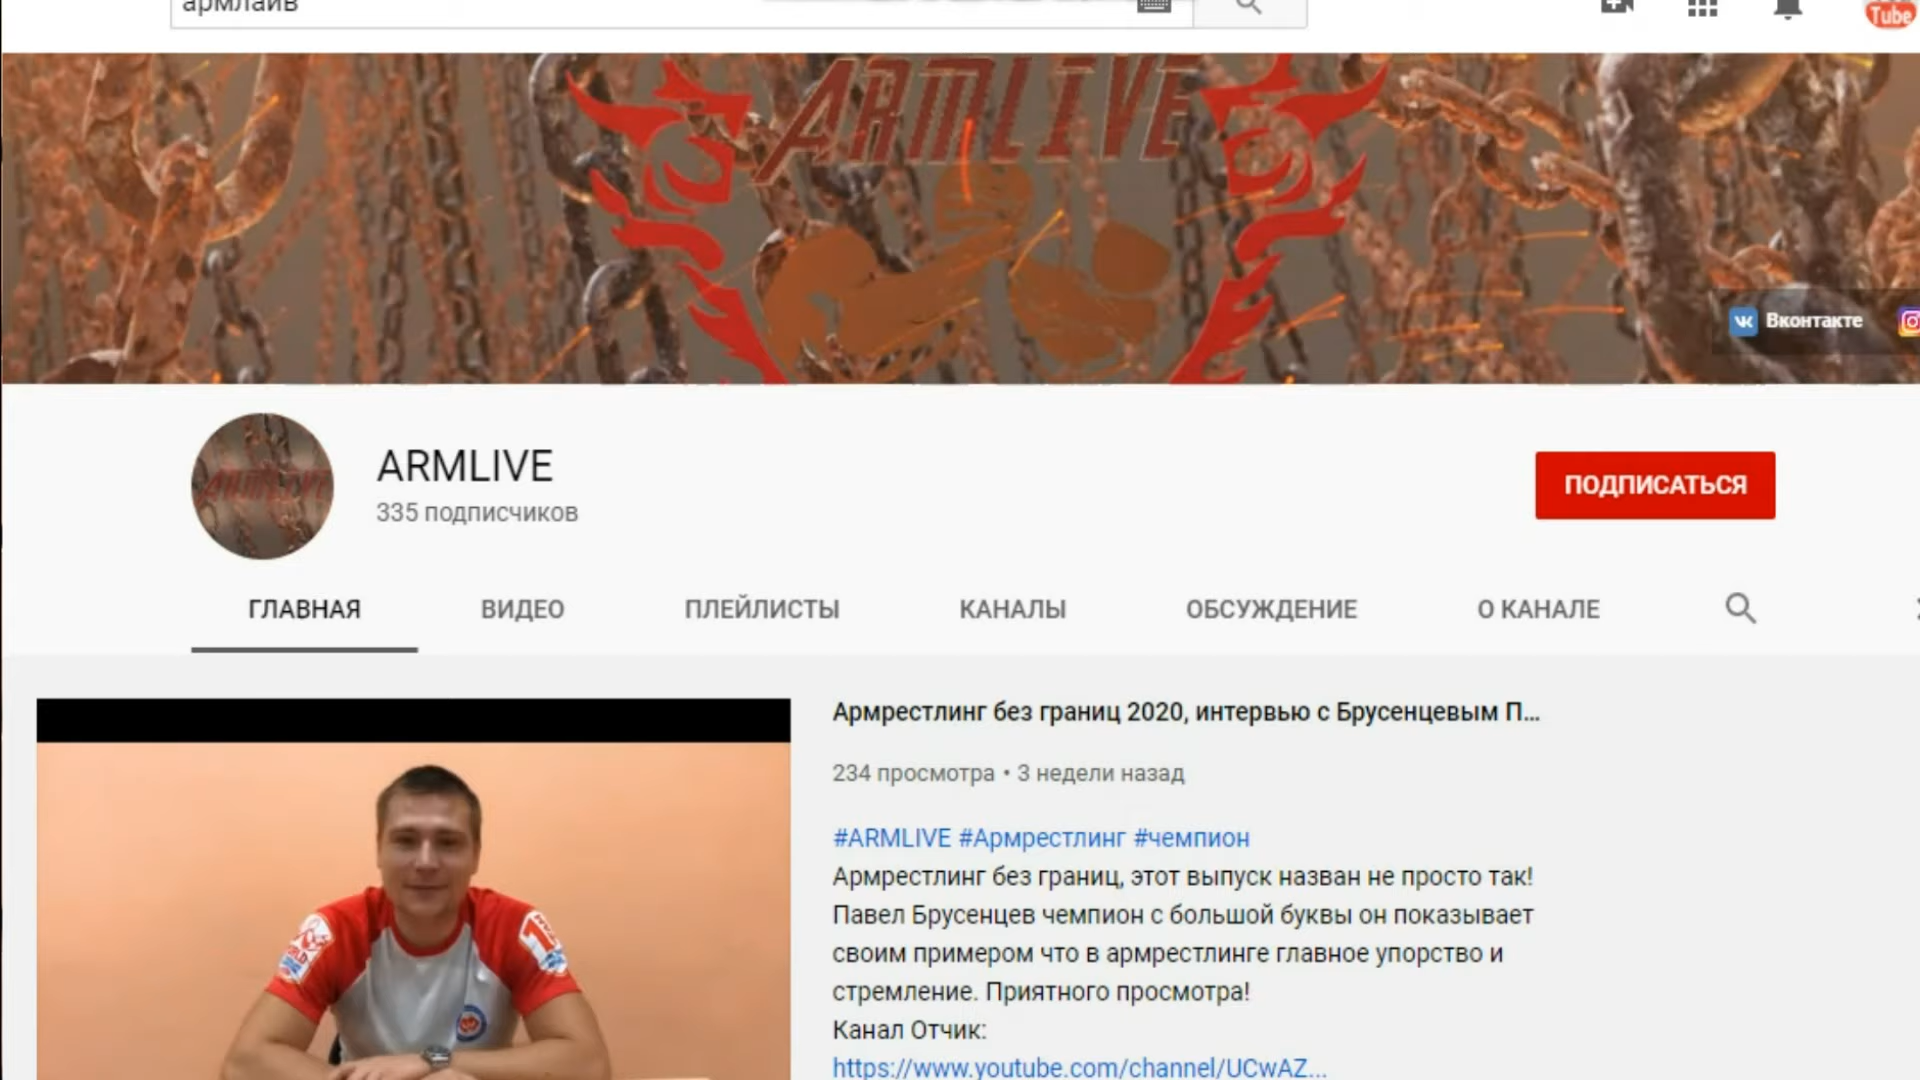 армлайв
Tube
ARMLIVE
Вконтакте
ARMLIVE
ARMLIVE
335 подписчиков
ПОДПИСАТЬСЯ
ГЛАВНАЯ
ВИДЕО
ПЛЕЙЛИСТЫ
КАНАЛЫ
ОБСУЖДЕНИЕ
О КАНАЛЕ
Армрестлинг без границ 2020, интервью с Брусенцевым П...
234 просмотра • 3 недели назад
#ARMLIVE #Армрестлинг #чемпион
Армрестлинг без границ, этот выпуск назван не просто так!
Павел Брусенцев чемпион с большой буквы он показывает
своим примером что в армрестлинге главное упорство и
стремление. Приятного просмотра!
Канал Отчик:
https://www.youtube.com/channel/UCwAZ...